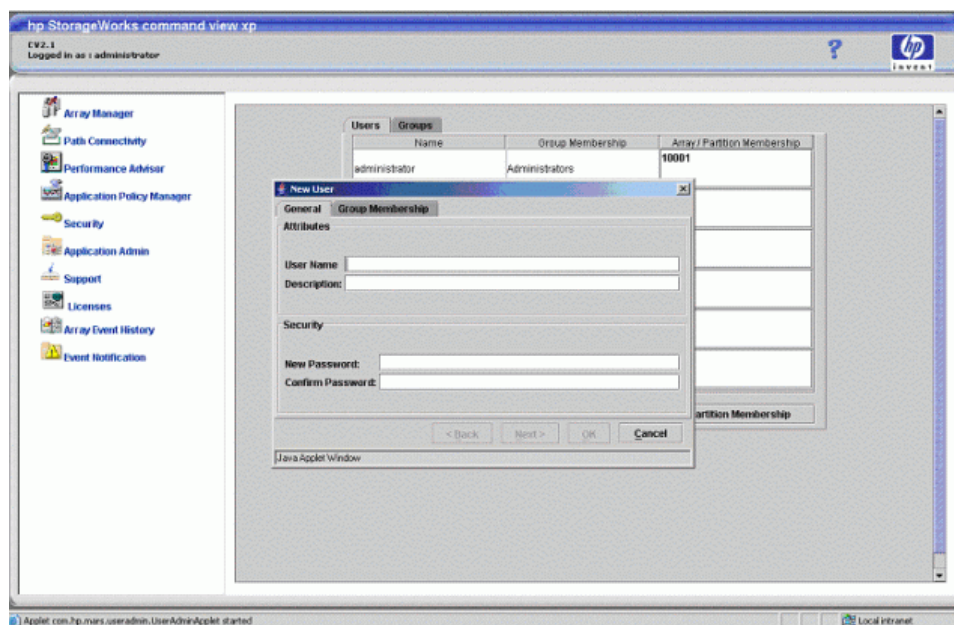 hp StorageWorks command view xp
CV2.1
Logged in as : administrator
?
hp
invent
Array Manager
Path Connectivity
Performance Advisor
Application Policy Manager
Security
Application Admin
Support
Licenses
Array Event History
Event Notification
Users Groups
Name Group Membership Array / Partition Membership
administrator Administrators 10001
New User
General Group Membership
Attributes
User Name
Description:
Security
New Password:
Confirm Password:
< Back Next > OK Cancel
Java Applet Window
artition Membership
Applet com.hp.mars.useradmin.UserAdminApplet started
Local intranet